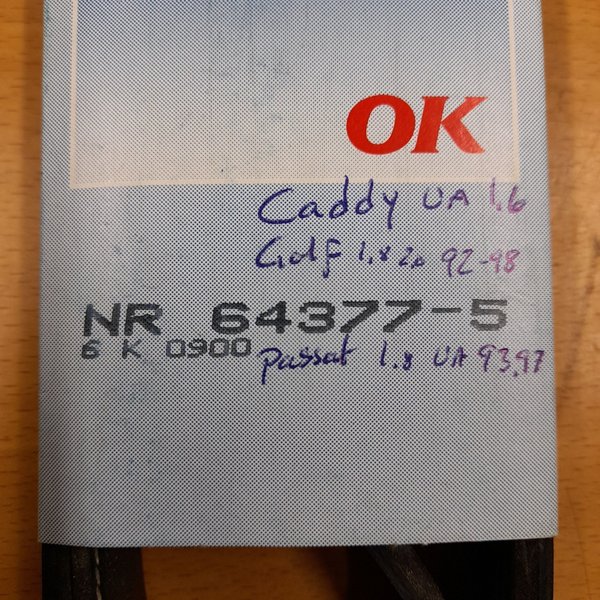 OK
Caddy UA 1.6
Golf 1.8 2.0 92-98
NR 64377-5
6 K 0900
Passat 1.8 UA 93.97